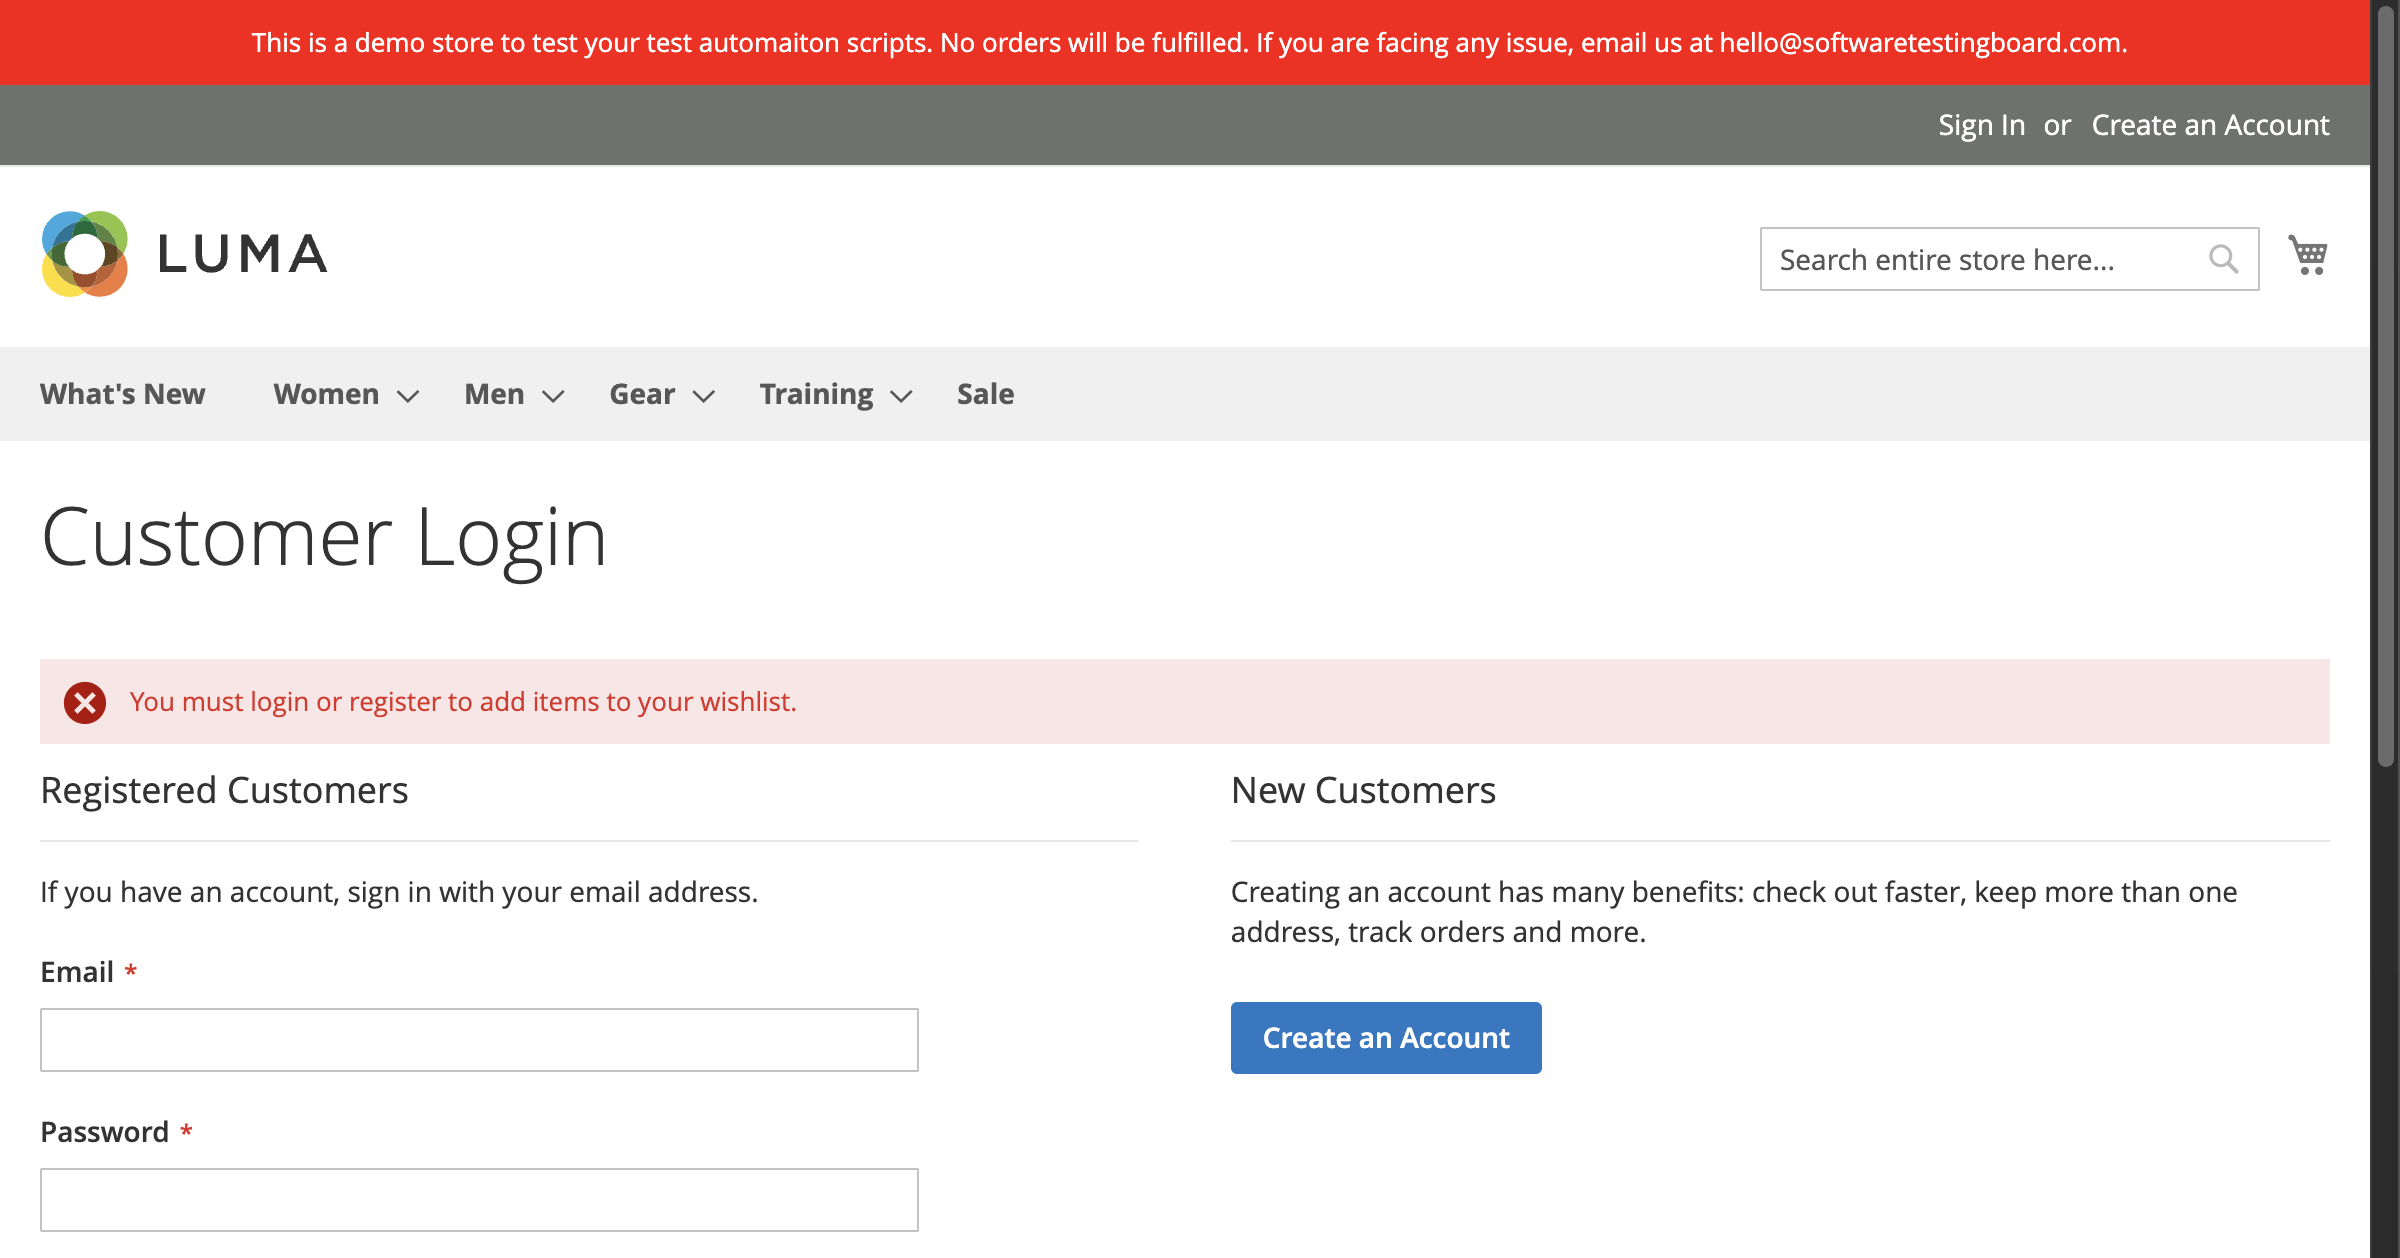 This is a demo store to test your test automaiton scripts. No orders will be fulfilled. If you are facing any issue, email us at hello@softwaretestingboard.com.
Sign In or Create an Account
LUMA
Search entire store here...
What's New Women Men Gear Training Sale
Customer Login
You must login or register to add items to your wishlist.
Registered Customers
If you have an account, sign in with your email address.
Email *
Password *
New Customers
Creating an account has many benefits: check out faster, keep more than one
address, track orders and more.
Create an Account